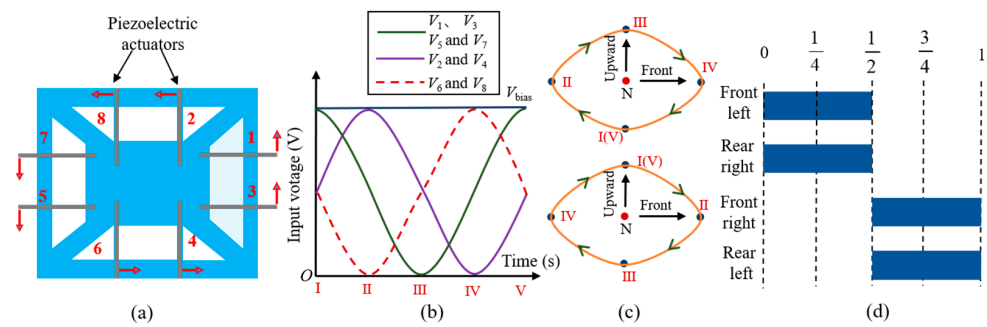 (a)
Piezoelectric
actuators
8
2
7
1
5
3
6
4
(b)
V1、 V3
V5 and V7
V2 and V4
V6 and V8
Vbias
Input votage (V)
O
Time (s)
I
II
III
IV
V
(c)
III
Upward
Front
II
IV
N
I(V)
I(V)
Upward
Front
IV
II
N
III
(d)
0
1/4
1/2
3/4
1
Front
left
Rear
right
Front
right
Rear
left